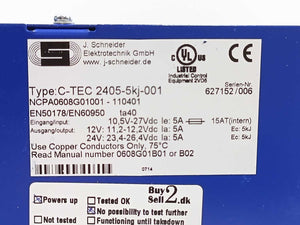 J. Schneider
Elektrotechnik GmbH
www.j-schneider.de
C UL US
LISTED
Industrial Control
Equipment 2VD6
Serien-Nr.
Type: C-TEC 2405-5kj-001
627152 /006
NCPA0608G01001 - 110401
EN50178/EN60950 ta40
Eingang/input: 10,5V-27Vdc Ie: 5A 15AT(intern)
Ausgang/output: 12V: 11,2-12,2Vdc Ia: 5A Ec: 5kJ
24V: 23,4-26,4Vdc Ia: 5A Ec: 5kJ
Use Copper Conductors Only, 75°C
Read Manual number 0608G01B01 or B02
0714
Powers up Tested OK Buy 2
Sell 2.dk
No possibility to test further
Not tested Functioning until takedown